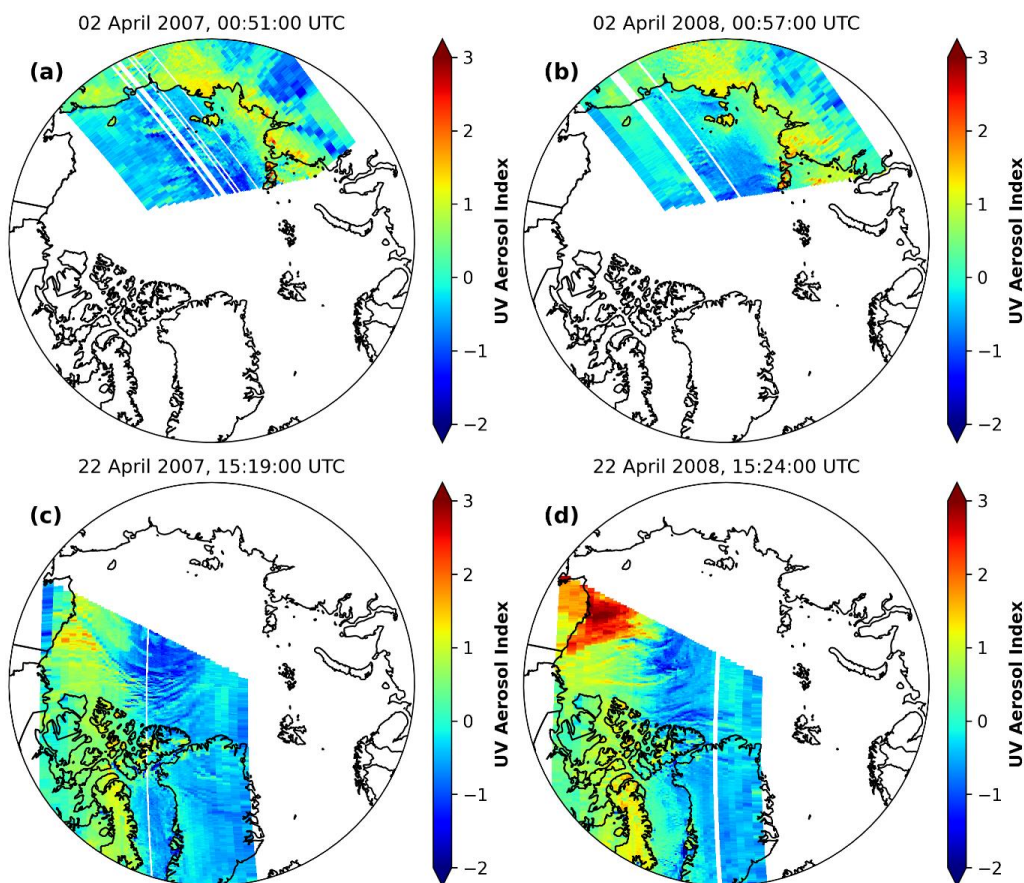 02 April 2007, 00:51:00 UTC
(a)
3
2
1
0
−1
−2
UV Aerosol Index
02 April 2008, 00:57:00 UTC
(b)
3
2
1
0
−1
−2
UV Aerosol Index
22 April 2007, 15:19:00 UTC
(c)
3
2
1
0
−1
−2
UV Aerosol Index
22 April 2008, 15:24:00 UTC
(d)
3
2
1
0
−1
−2
UV Aerosol Index